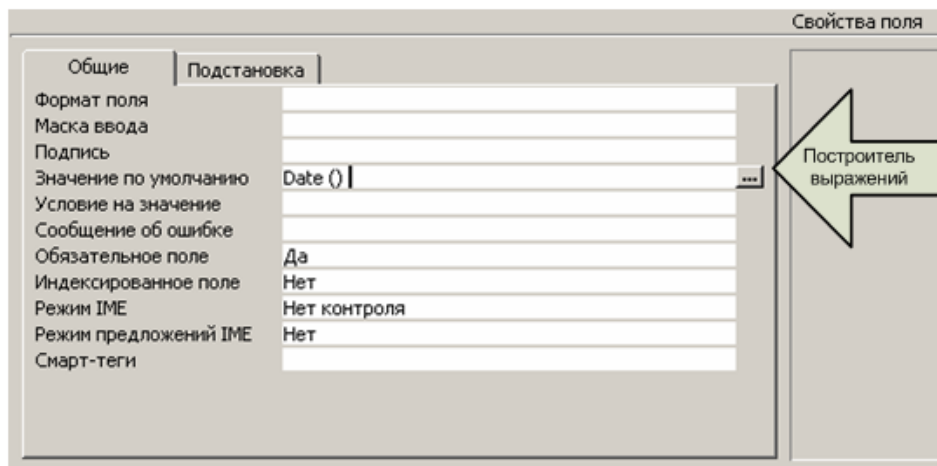 Свойства поля
Общие
Подстановка
Формат поля
Маска ввода
Подпись
Значение по умолчанию Date () ...
Условие на значение
Сообщение об ошибке
Обязательное поле Да
Индексированное поле Нет
Режим IME Нет контроля
Режим предложений IME Нет
Смарт-теги
Построитель
выражений